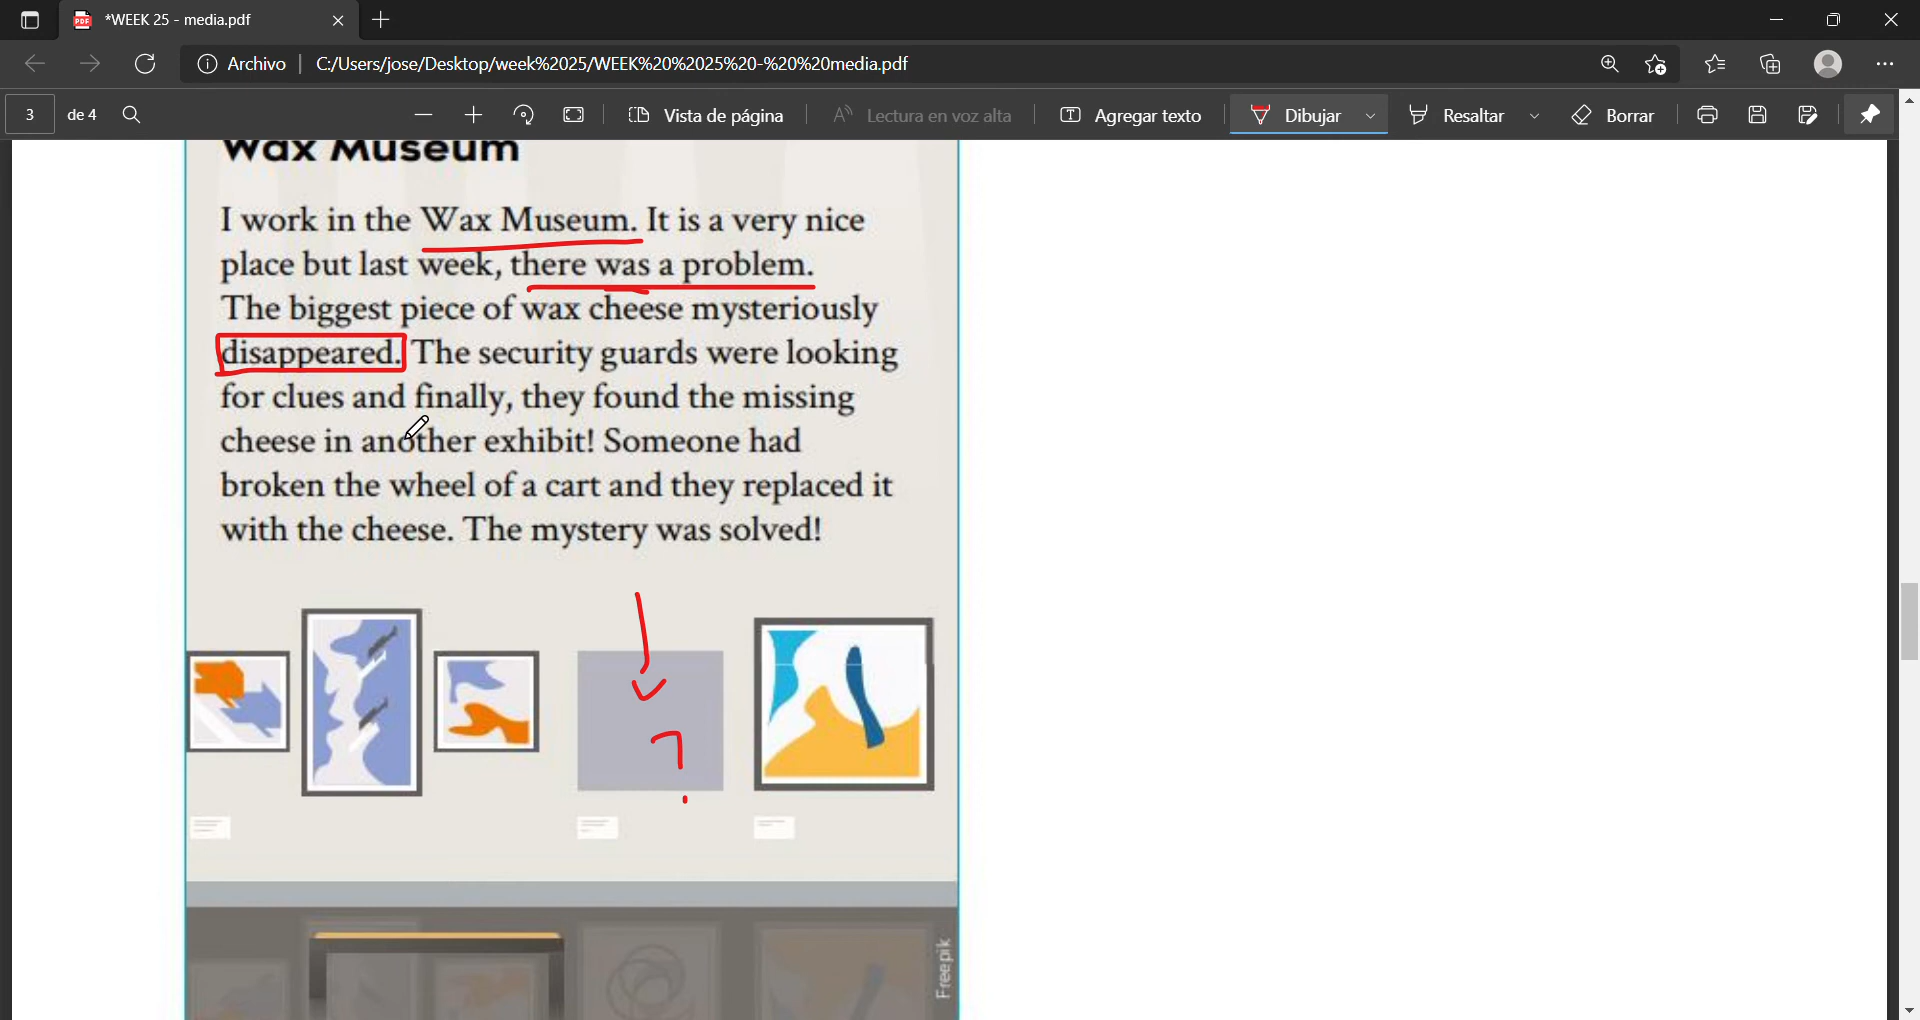 *WEEK 25 - media.pdf
Archivo | C:/Users/jose/Desktop/week%2025/WEEK%20%2025%20-%20%20media.pdf
3 de 4 Vista de página Lectura en voz alta Agregar texto Dibujar Resaltar Borrar
Wax Museum
I work in the Wax Museum. It is a very nice
place but last week, there was a problem.
The biggest piece of wax cheese mysteriously
disappeared. The security guards were looking
for clues and finally, they found the missing
cheese in another exhibit! Someone had
broken the wheel of a cart and they replaced it
with the cheese. The mystery was solved!
?
Freepik